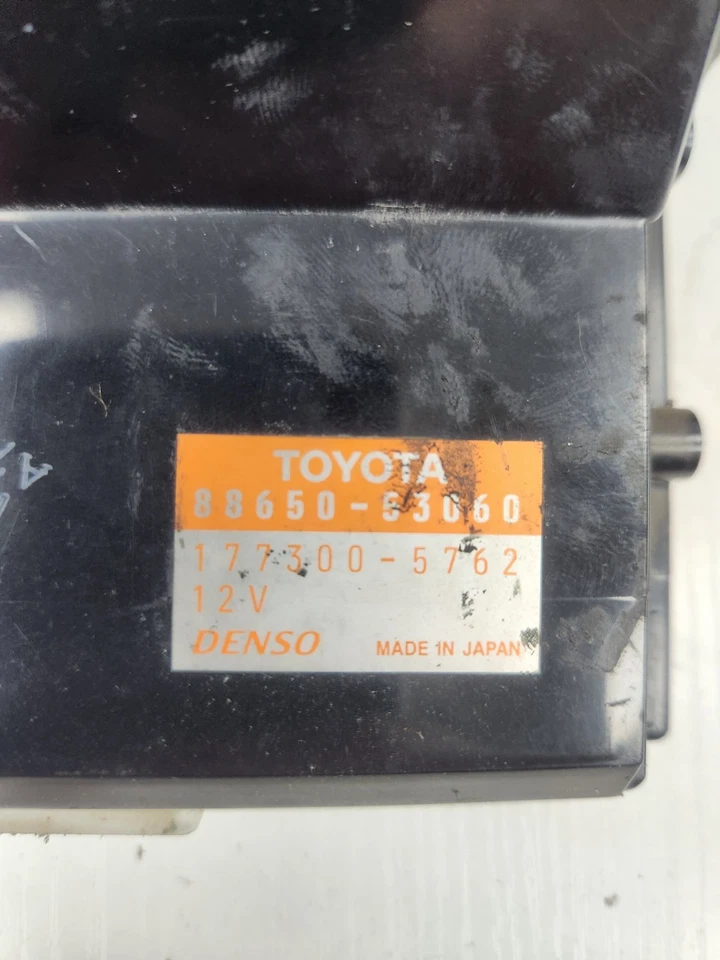 TOYOTA
88650-53060
177300-5762
12V
DENSO MADE IN JAPAN